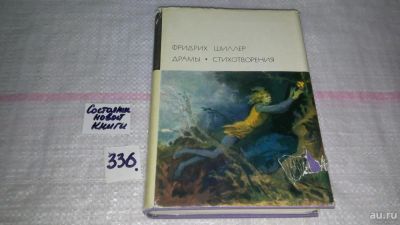 ФРИДРИХ ШИЛЛЕР
ДРАМЫ • СТИХОТВОРЕНИЯ
Состояние
новой
книги
336.
au.ru